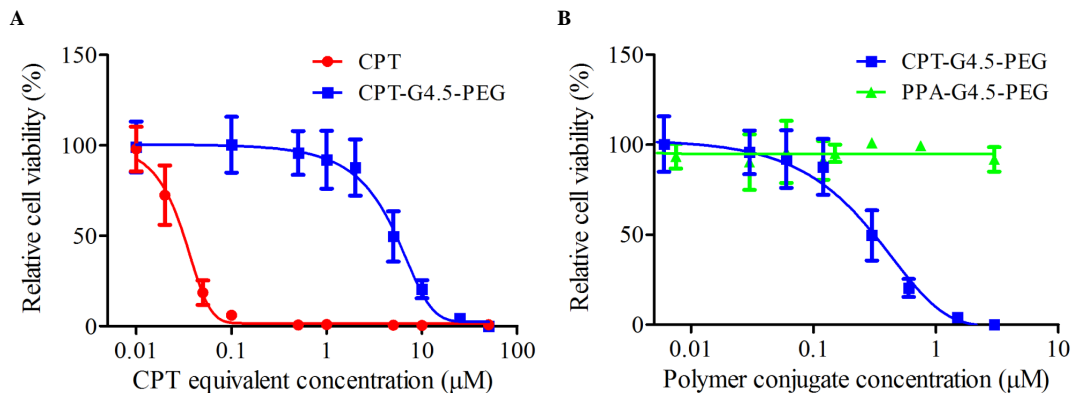 A
150
100
50
0
Relative cell viability (%)
0.01 0.1 1 10 100
CPT equivalent concentration (μM)
CPT
CPT-G4.5-PEG
B
150
100
50
0
Relative cell viability (%)
0.01 0.1 1 10
Polymer conjugate concentration (μM)
CPT-G4.5-PEG
PPA-G4.5-PEG